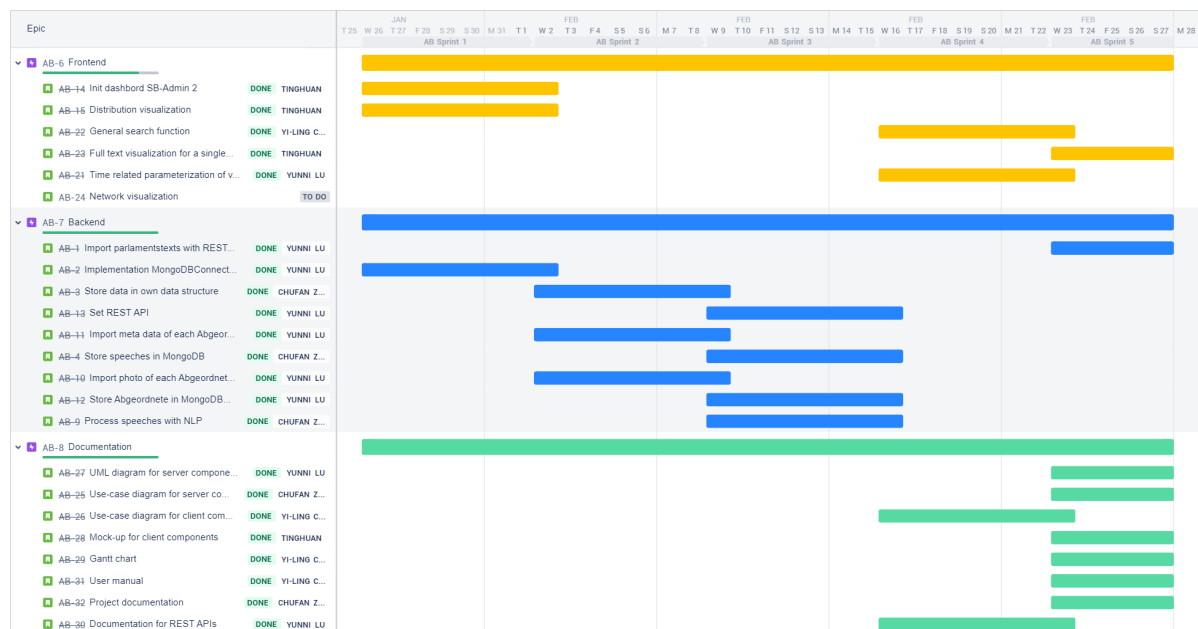 Epic
JAN FEB FEB FEB FEB
T 25 W 26 T 27 F 28 S 29 S 30 M 31 T 1 W 2 T 3 F 4 S 5 S 6 M 7 T 8 W 9 T 10 F 11 S 12 S 13 M 14 T 15 W 16 T 17 F 18 S 19 S 20 M 21 T 22 W 23 T 24 F 25 S 26 S 27 M 28
AB Sprint 1 AB Sprint 2 AB Sprint 3 AB Sprint 4 AB Sprint 5
AB-6 Frontend
AB-14 Init dashbord SB-Admin 2 DONE TINGHUAN
AB-15 Distribution visualization DONE TINGHUAN
AB-22 General search function DONE YI-LING C...
AB-23 Full text visualization for a single... DONE TINGHUAN
AB-21 Time related parameterization of v... DONE YUNNI LU
AB-24 Network visualization TO DO
AB-7 Backend
AB-1 Import parlamentstexts with REST... DONE YUNNI LU
AB-2 Implementation MongoDBConnect... DONE YUNNI LU
AB-3 Store data in own data structure DONE CHUFAN Z...
AB-13 Set REST API DONE YUNNI LU
AB-11 Import meta data of each Abgeor... DONE YUNNI LU
AB-4 Store speeches in MongoDB DONE CHUFAN Z...
AB-10 Import photo of each Abgeordnet... DONE YUNNI LU
AB-12 Store Abgeordnete in MongoDB... DONE YUNNI LU
AB-9 Process speeches with NLP DONE CHUFAN Z...
AB-8 Documentation
AB-27 UML diagram for server compone... DONE YUNNI LU
AB-25 Use-case diagram for server co... DONE CHUFAN Z...
AB-26 Use-case diagram for client com... DONE YI-LING C...
AB-28 Mock-up for client components DONE TINGHUAN
AB-29 Gantt chart DONE YI-LING C...
AB-31 User manual DONE YI-LING C...
AB-32 Project documentation DONE CHUFAN Z...
AB-30 Documentation for REST APIs DONE YUNNI LU